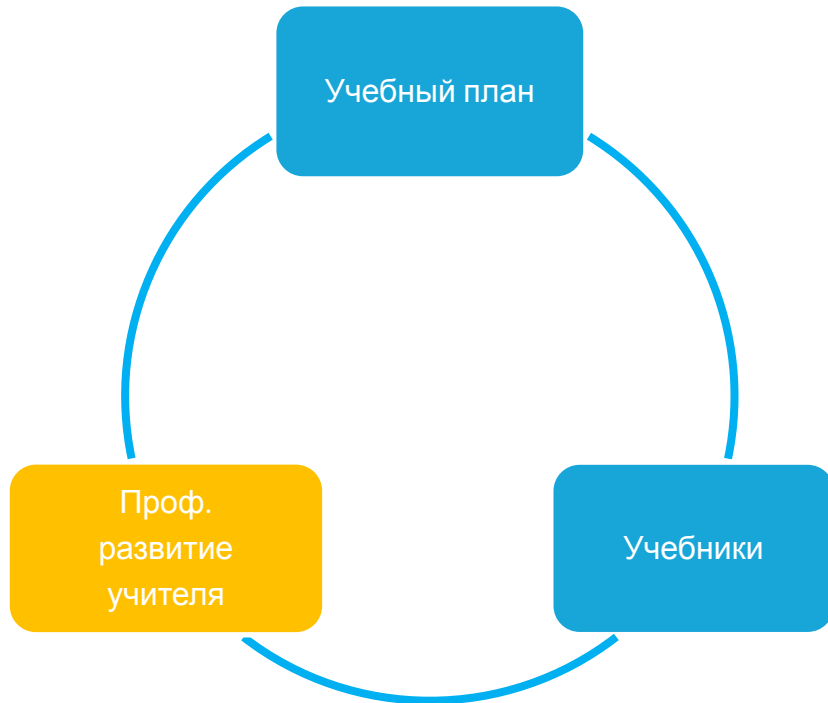 Учебный план
Проф.
развитие
учителя
Учебники